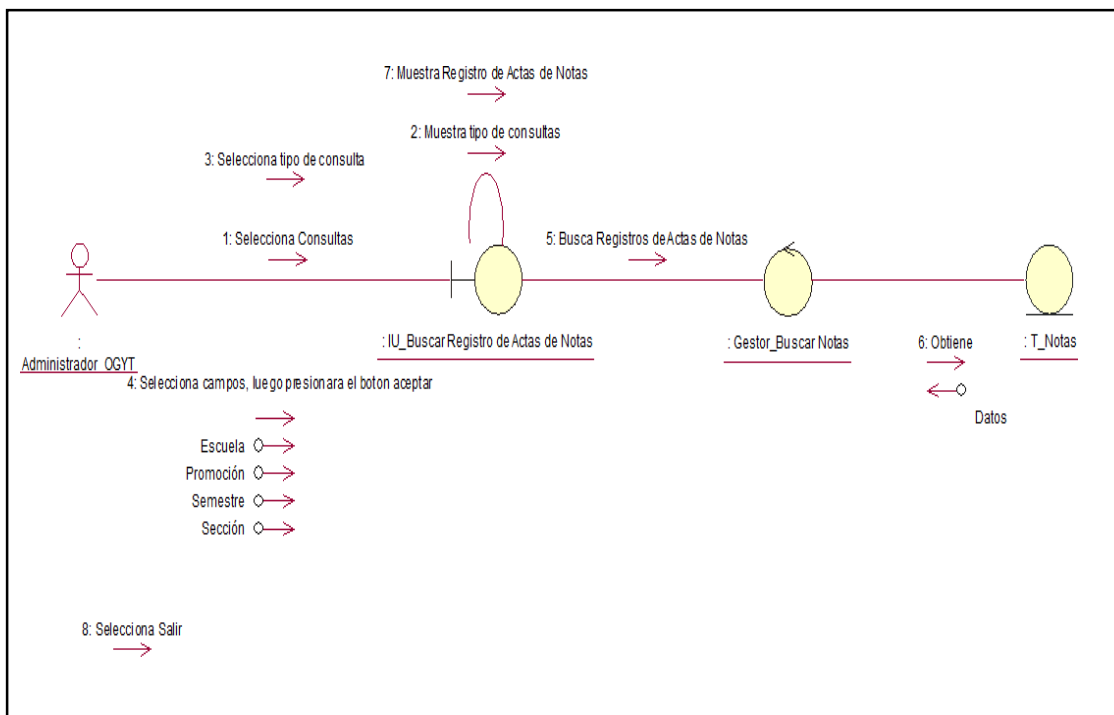 7: Muestra Registro de Actas de Notas
2: Muestra tipo de consultas
3: Selecciona tipo de consulta
1: Selecciona Consultas
5: Busca Registros de Actas de Notas
:
Administrador_OGYT
: IU_Buscar Registro de Actas de Notas
: Gestor_Buscar Notas
6: Obtiene
: T_Notas
Datos
4: Selecciona campos, luego presionara el boton aceptar
Escuela
Promoción
Semestre
Sección
8: Selecciona Salir